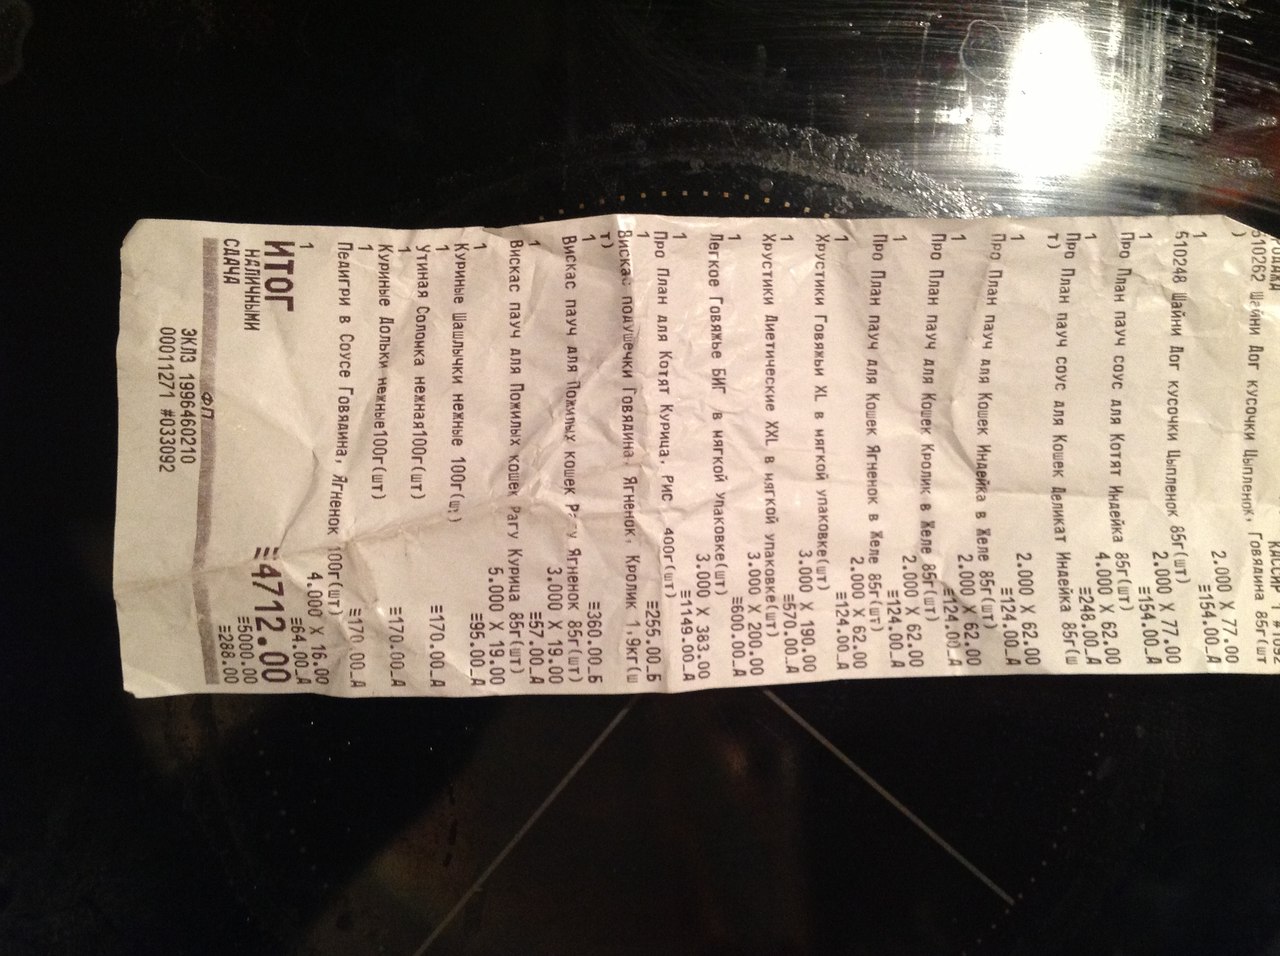 510262 Шайни Дог кусочки Цыпленок, Говядина 85г(шт
)
1 2.000 X 77.00
≡154.00_А
510248 Шайни Дог кусочки Цыпленок 85г(шт)
1 2.000 X 77.00
≡154.00_А
Про План пауч соус для Котят Индейка 85г(шт)
1 4.000 X 62.00
≡248.00_А
Про План пауч соус для Кошек Деликат Индейка 85г(ш
т)
1 2.000 X 62.00
≡124.00_А
Про План пауч для Кошек Индейка в Желе 85г(шт)
1 2.000 X 62.00
≡124.00_А
Про План пауч для Кошек Кролик в Желе 85г(шт)
1 2.000 X 62.00
≡124.00_А
Про План пауч для Кошек Ягненок в Желе 85г(шт)
1 2.000 X 62.00
≡124.00_А
Хрустики Говяжьи XL в мягкой упаковке(шт)
1 3.000 X 190.00
≡570.00_А
Хрустики Диетические XXL в мягкой упаковке(шт)
1 3.000 X 200.00
≡600.00_А
Легкое Говяжье БИГ в мягкой упаковке(шт)
1 3.000 X 383.00
≡1149.00_А
Про План для Котят Курица, Рис 400г(шт)
1 ≡255.00_Б
Вискас подушечки Говядина, Ягненок, Кролик 1,9кг(ш
т)
1 ≡360.00_Б
Вискас пауч для Пожилых кошек Рагу Ягненок 85г(шт)
1 3.000 X 19.00
≡57.00_А
Вискас пауч для Пожилых кошек Рагу Курица 85г(шт)
1 5.000 X 19.00
≡95.00_А
Куриные Шашлычки нежные 100г(шт)
1 ≡170.00_А
Утиная Соломка нежная100г(шт)
1 ≡170.00_А
Куриные Дольки нежные100г(шт)
1 ≡170.00_А
Педигри в Соусе Говядина, Ягненок 100г(шт)
1 4.000 X 16.00
≡64.00_А
ИТОГ ≡4712.00
НАЛИЧНЫМИ ≡5000.00
СДАЧА ≡288.00
ФП
ЭКЛЗ 1996460210
00011271 #033092